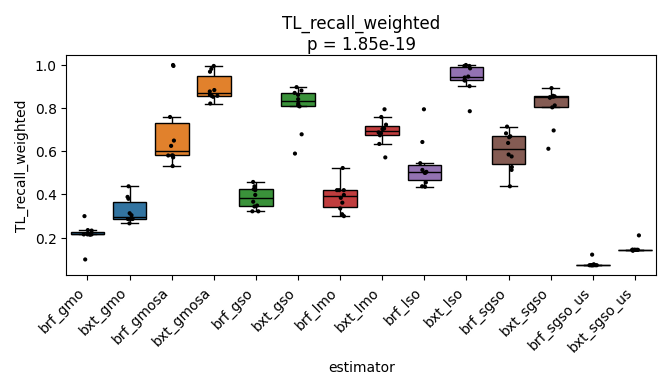 TL_recall_weighted
p = 1.85e-19
TL_recall_weighted
1.0
0.8
0.6
0.4
0.2
brf_gmo
bxt_gmo
brf_gmosa
bxt_gmosa
brf_gso
bxt_gso
brf_lmo
bxt_lmo
brf_lso
bxt_lso
brf_sgso
bxt_sgso
brf_sgso_us
bxt_sgso_us
estimator